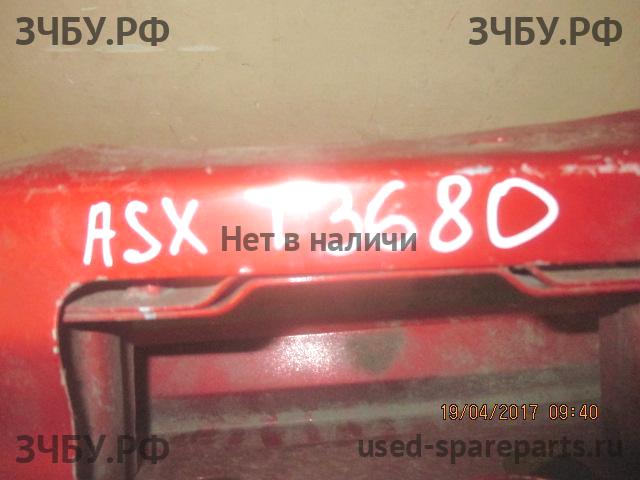 ЗЧБУ.РФ ЗЧБУ.РФ
ASX T3680
Нет в наличи
19/04/2017 09:40
ЗЧБУ.РФ used-spareparts.ru